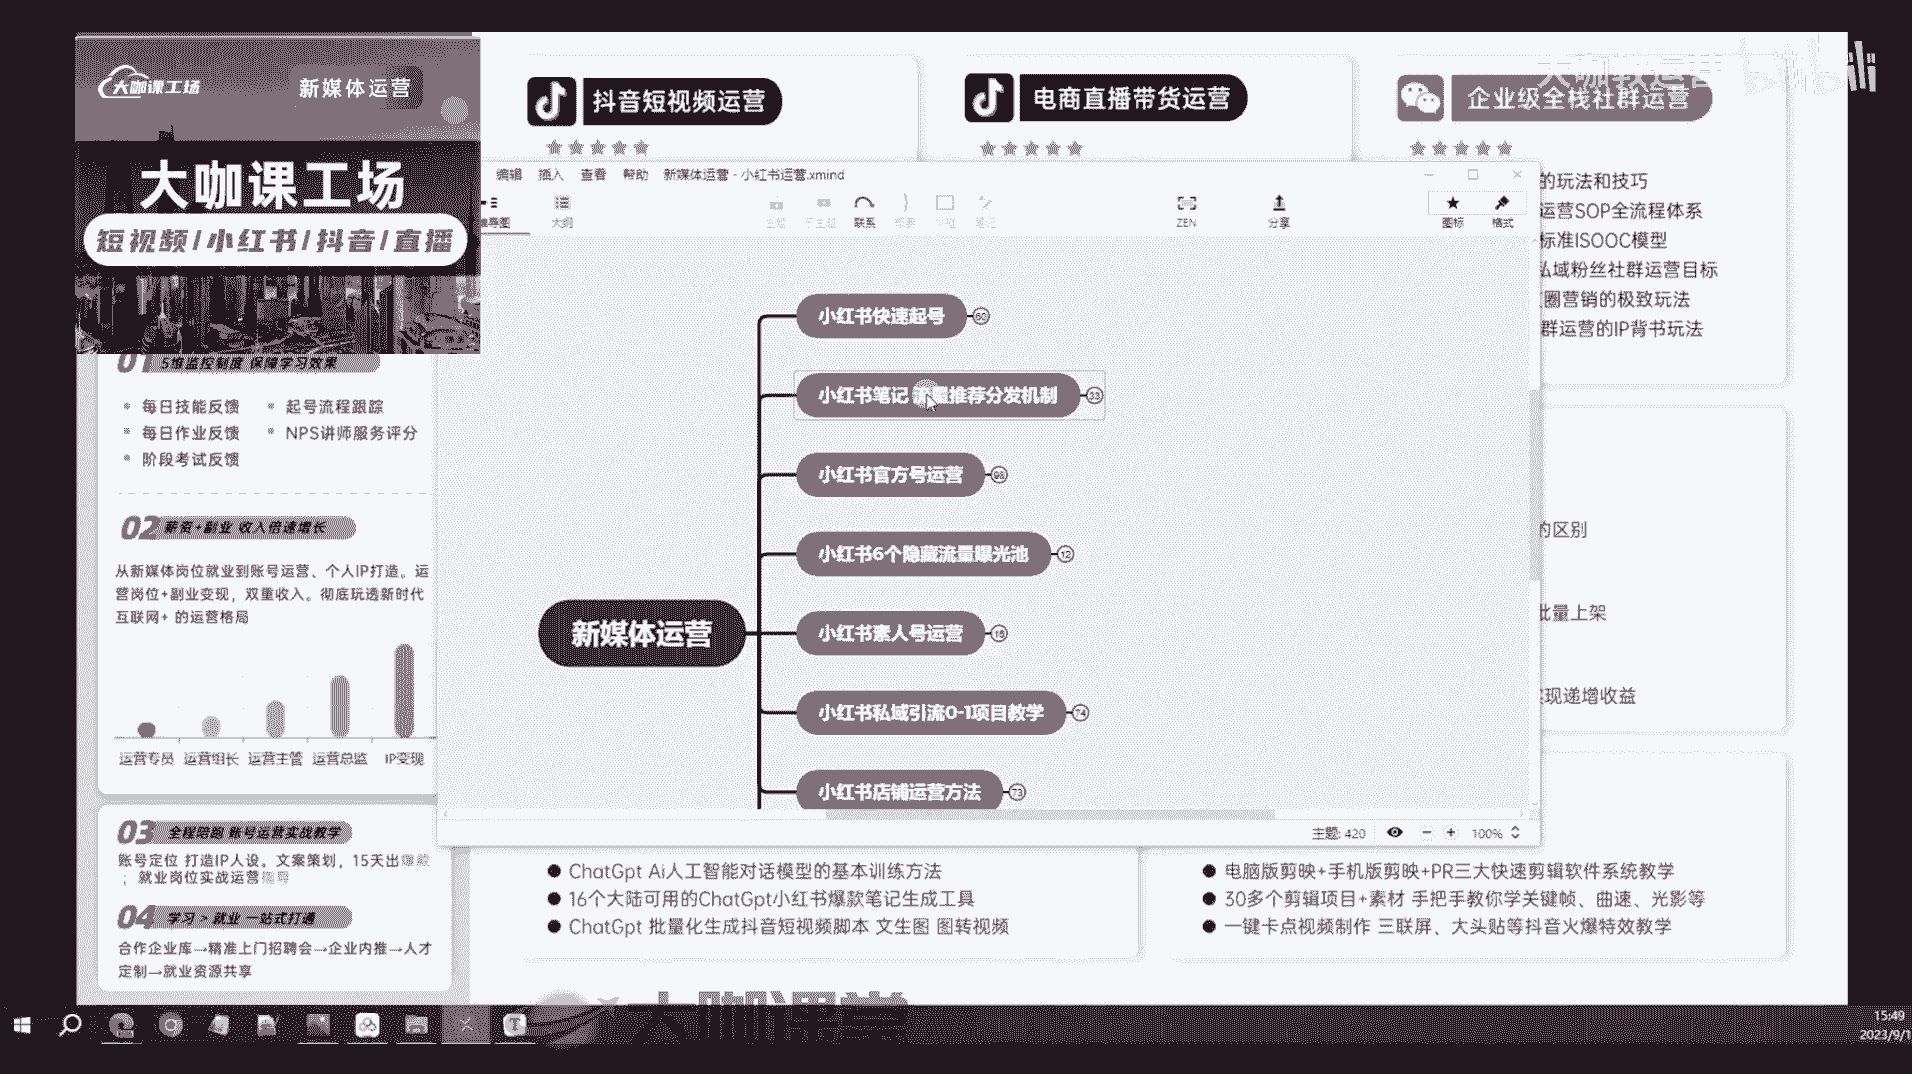 大咖课工场
新媒体运营
大咖课工场
短视频/小红书/抖音/直播
01 5维监控制度 保障学习效果
每日技能反馈
起号流程跟踪
每日作业反馈
NPS讲师服务评分
阶段考试反馈
02 薪资+副业 收入倍速增长
从新媒体岗位就业到账号运营、个人IP打造。运
营岗位+副业变现，双重收入。彻底玩透新时代
互联网+ 的运营格局
运营专员 运营组长 运营主管 运营总监 IP变现
03 全程陪跑 账号运营实战教学
账号定位 打造IP人设。文案策划，15天出爆款
；就业岗位实战运营指导
04 学习 > 就业 一站式打通
合作企业库→精准上门招聘会→企业内推→人才
定制→就业资源共享
抖音短视频运营
电商直播带货运营
企业级全栈社群运营
大咖教运营
的玩法和技巧
运营SOP全流程体系
标准ISOOC模型
私域粉丝社群运营目标
圈营销的极致玩法
群运营的IP背书玩法
的区别
批量上架
现递增收益
编辑 插入 查看 帮助 新媒体运营 - 小红书运营.xmind
思维导图 大纲 主题 子主题 联系 概要 外框 笔记 ZEN 分享 图标 格式
新媒体运营
小红书快速起号 60
小红书笔记 流量推荐分发机制 33
小红书官方号运营 98
小红书6个隐藏流量曝光池 12
小红书素人号运营 15
小红书私域引流0-1项目教学 74
小红书店铺运营方法 73
主题: 420 100%
ChatGpt Ai人工智能对话模型的基本训练方法
16个大陆可用的ChatGpt小红书爆款笔记生成工具
ChatGpt 批量化生成抖音短视频脚本 文生图 图转视频
电脑版剪映+手机版剪映+PR三大快速剪辑软件系统教学
30多个剪辑项目+素材 手把手教你学关键帧、曲速、光影等
一键卡点视频制作 三联屏、大头贴等抖音火爆特效教学
大咖课堂
15:49
2023/9/1